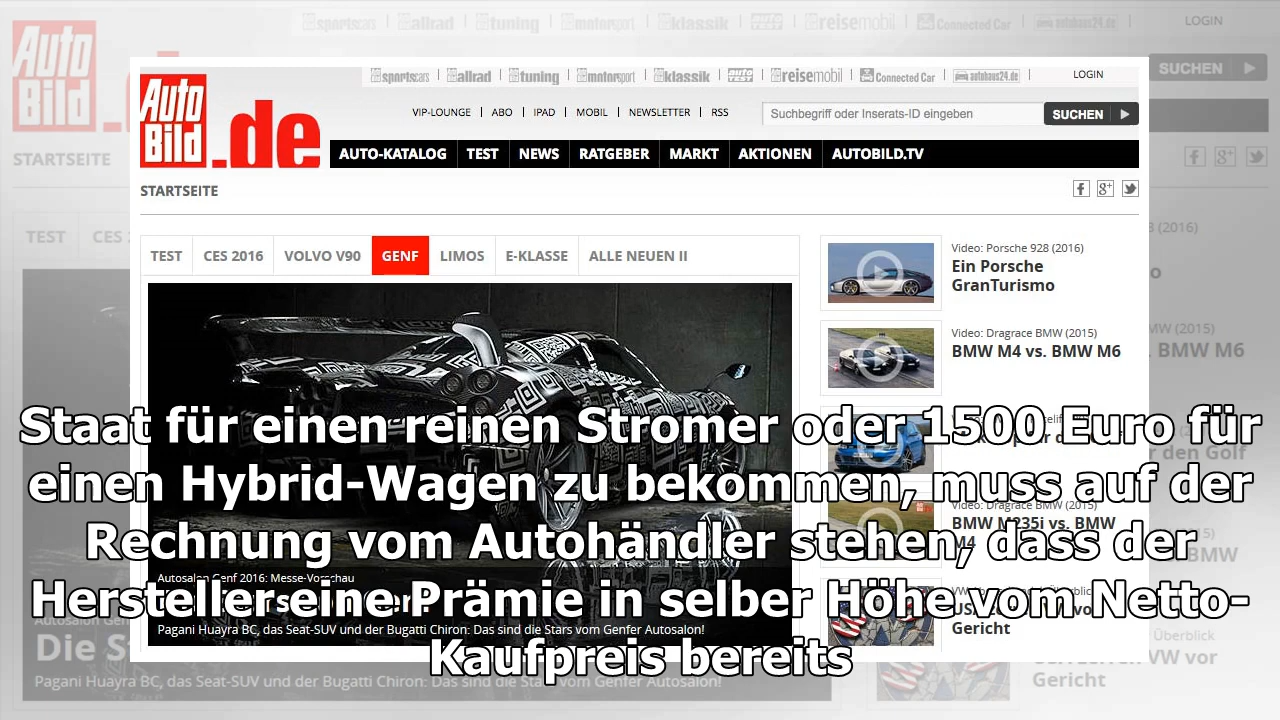 sportscars allrad tuning motorsport klassik AUTO TEST reisemobil Connected Car autohaus24.de LOGIN
Auto Bild .de
VIP-LOUNGE ABO IPAD MOBIL NEWSLETTER RSS
Suchbegriff oder Inserats-ID eingeben SUCHEN
AUTO-KATALOG TEST NEWS RATGEBER MARKT AKTIONEN AUTOBILD.TV
STARTSEITE
TEST CES 2016 VOLVO V90 GENF LIMOS E-KLASSE ALLE NEUEN II
Video: Porsche 928 (2016)
Ein Porsche
GranTurismo
Video: Dragrace BMW (2015)
BMW M4 vs. BMW M6
Video: Dragrace BMW (2015)
BMW M235i vs. BMW
M4
Gericht
Autosalon Genf 2016: Messe-Vorschau
Pagani Huayra BC, das Seat-SUV und der Bugatti Chiron: Das sind die Stars vom Genfer Autosalon!
Staat für einen reinen Stromer oder 1500 Euro für
einen Hybrid-Wagen zu bekommen, muss auf der
Rechnung vom Autohändler stehen, dass der
Hersteller eine Prämie in selber Höhe vom Netto-
Kaufpreis bereits